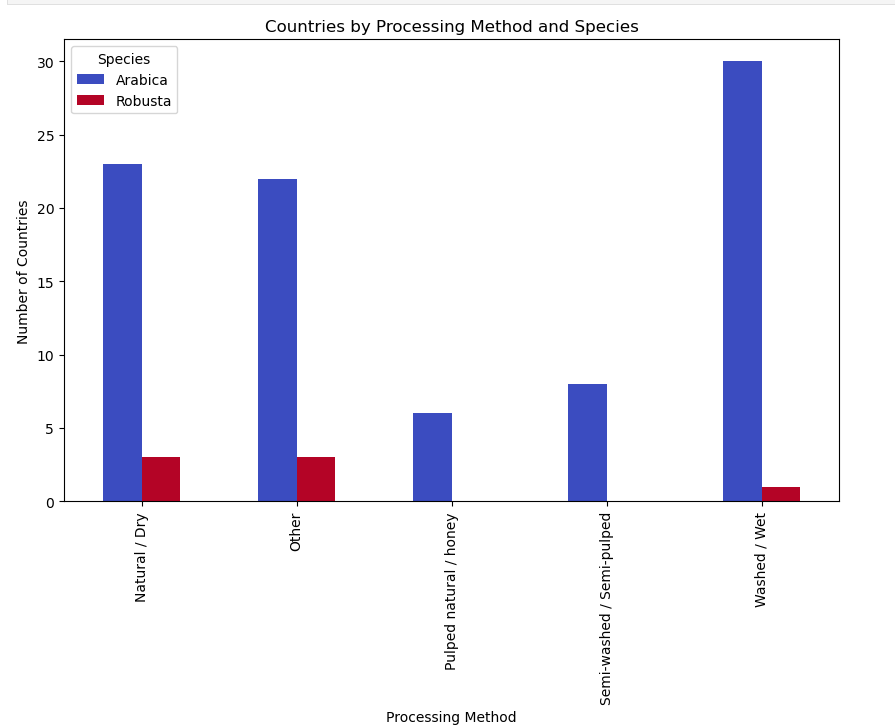 Countries by Processing Method and Species
Species
Arabica
Robusta
30
25
20
15
10
5
0
Number of Countries
Natural / Dry
Other
Pulped natural / honey
Semi-washed / Semi-pulped
Washed / Wet
Processing Method